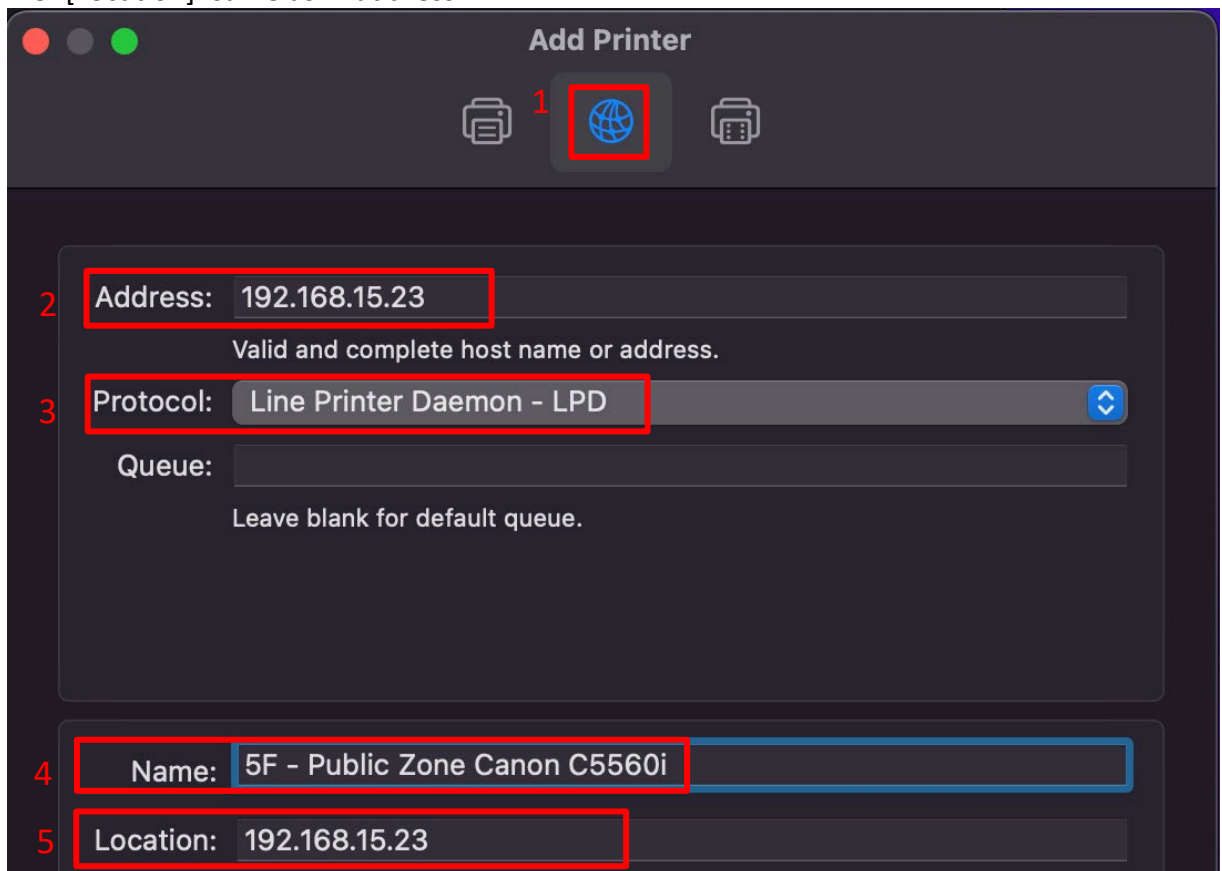 Add Printer
1
2 Address: 192.168.15.23
Valid and complete host name or address.
3 Protocol: Line Printer Daemon - LPD
Queue:
Leave blank for default queue.
4 Name: 5F - Public Zone Canon C5560i
5 Location: 192.168.15.23